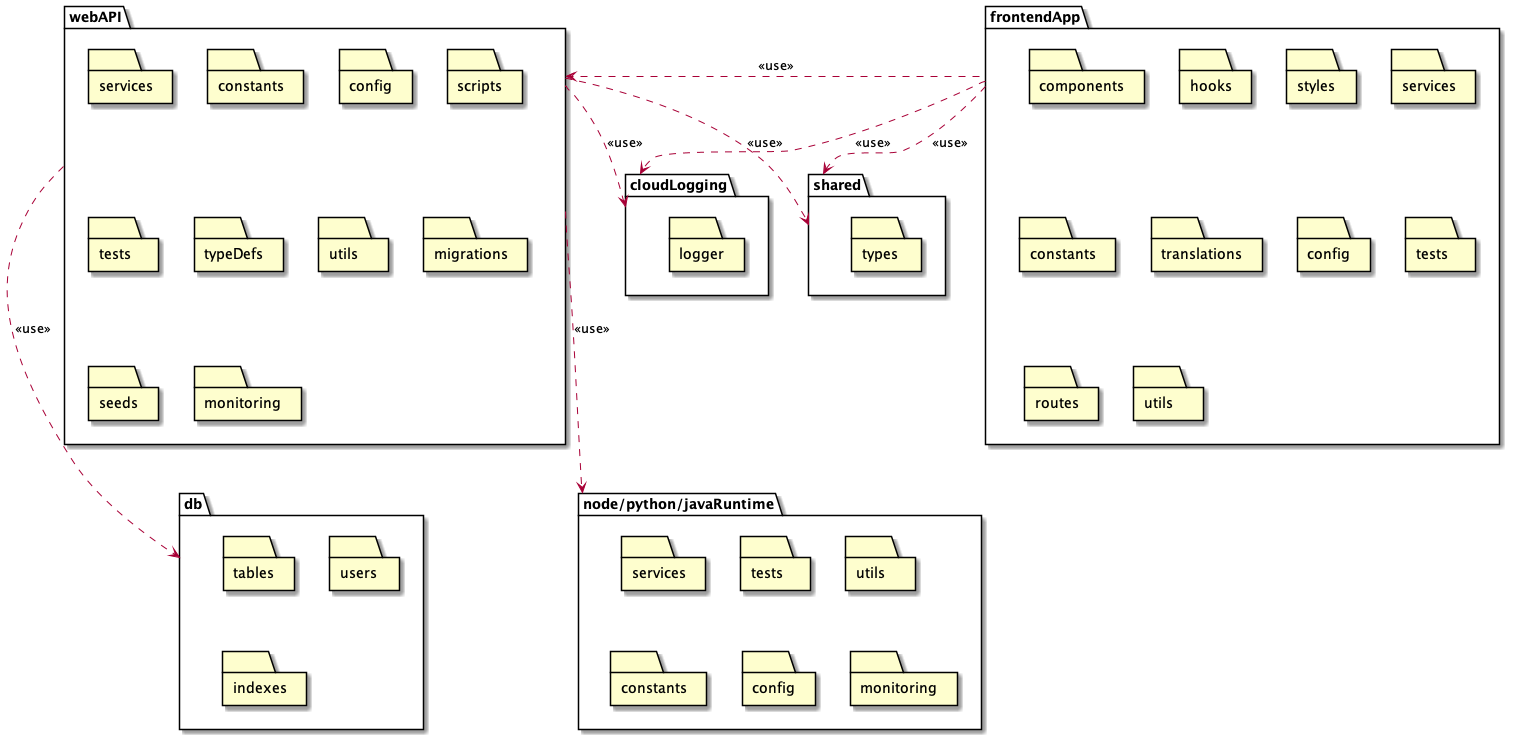 webAPI
frontendApp
services
constants
config
scripts
components
hooks
styles
services
«use»
«use»
«use»
«use»
«use»
cloudLogging
shared
logger
types
tests
typeDefs
utils
migrations
constants
translations
config
tests
«use»
«use»
seeds
monitoring
routes
utils
db
node/python/javaRuntime
tables
users
services
tests
utils
indexes
constants
config
monitoring